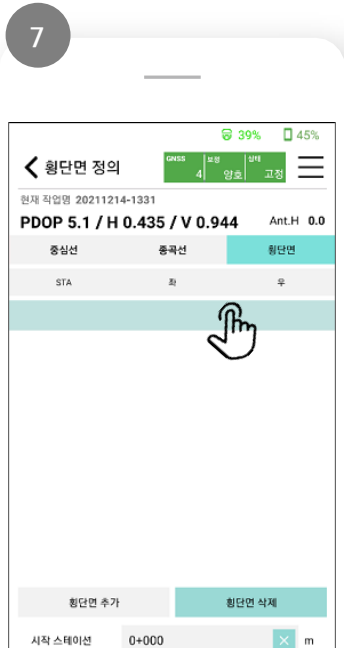 7
39% 45%
횡단면 정의 GNSS 4 보정 양호 상태 고정
현재 작업명 20211214-1331
PDOP 5.1 / H 0.435 / V 0.944 Ant.H 0.0
중심선 종곡선 횡단면
STA 좌 우
횡단면 추가 횡단면 삭제
시작 스테이션 0+000 × m